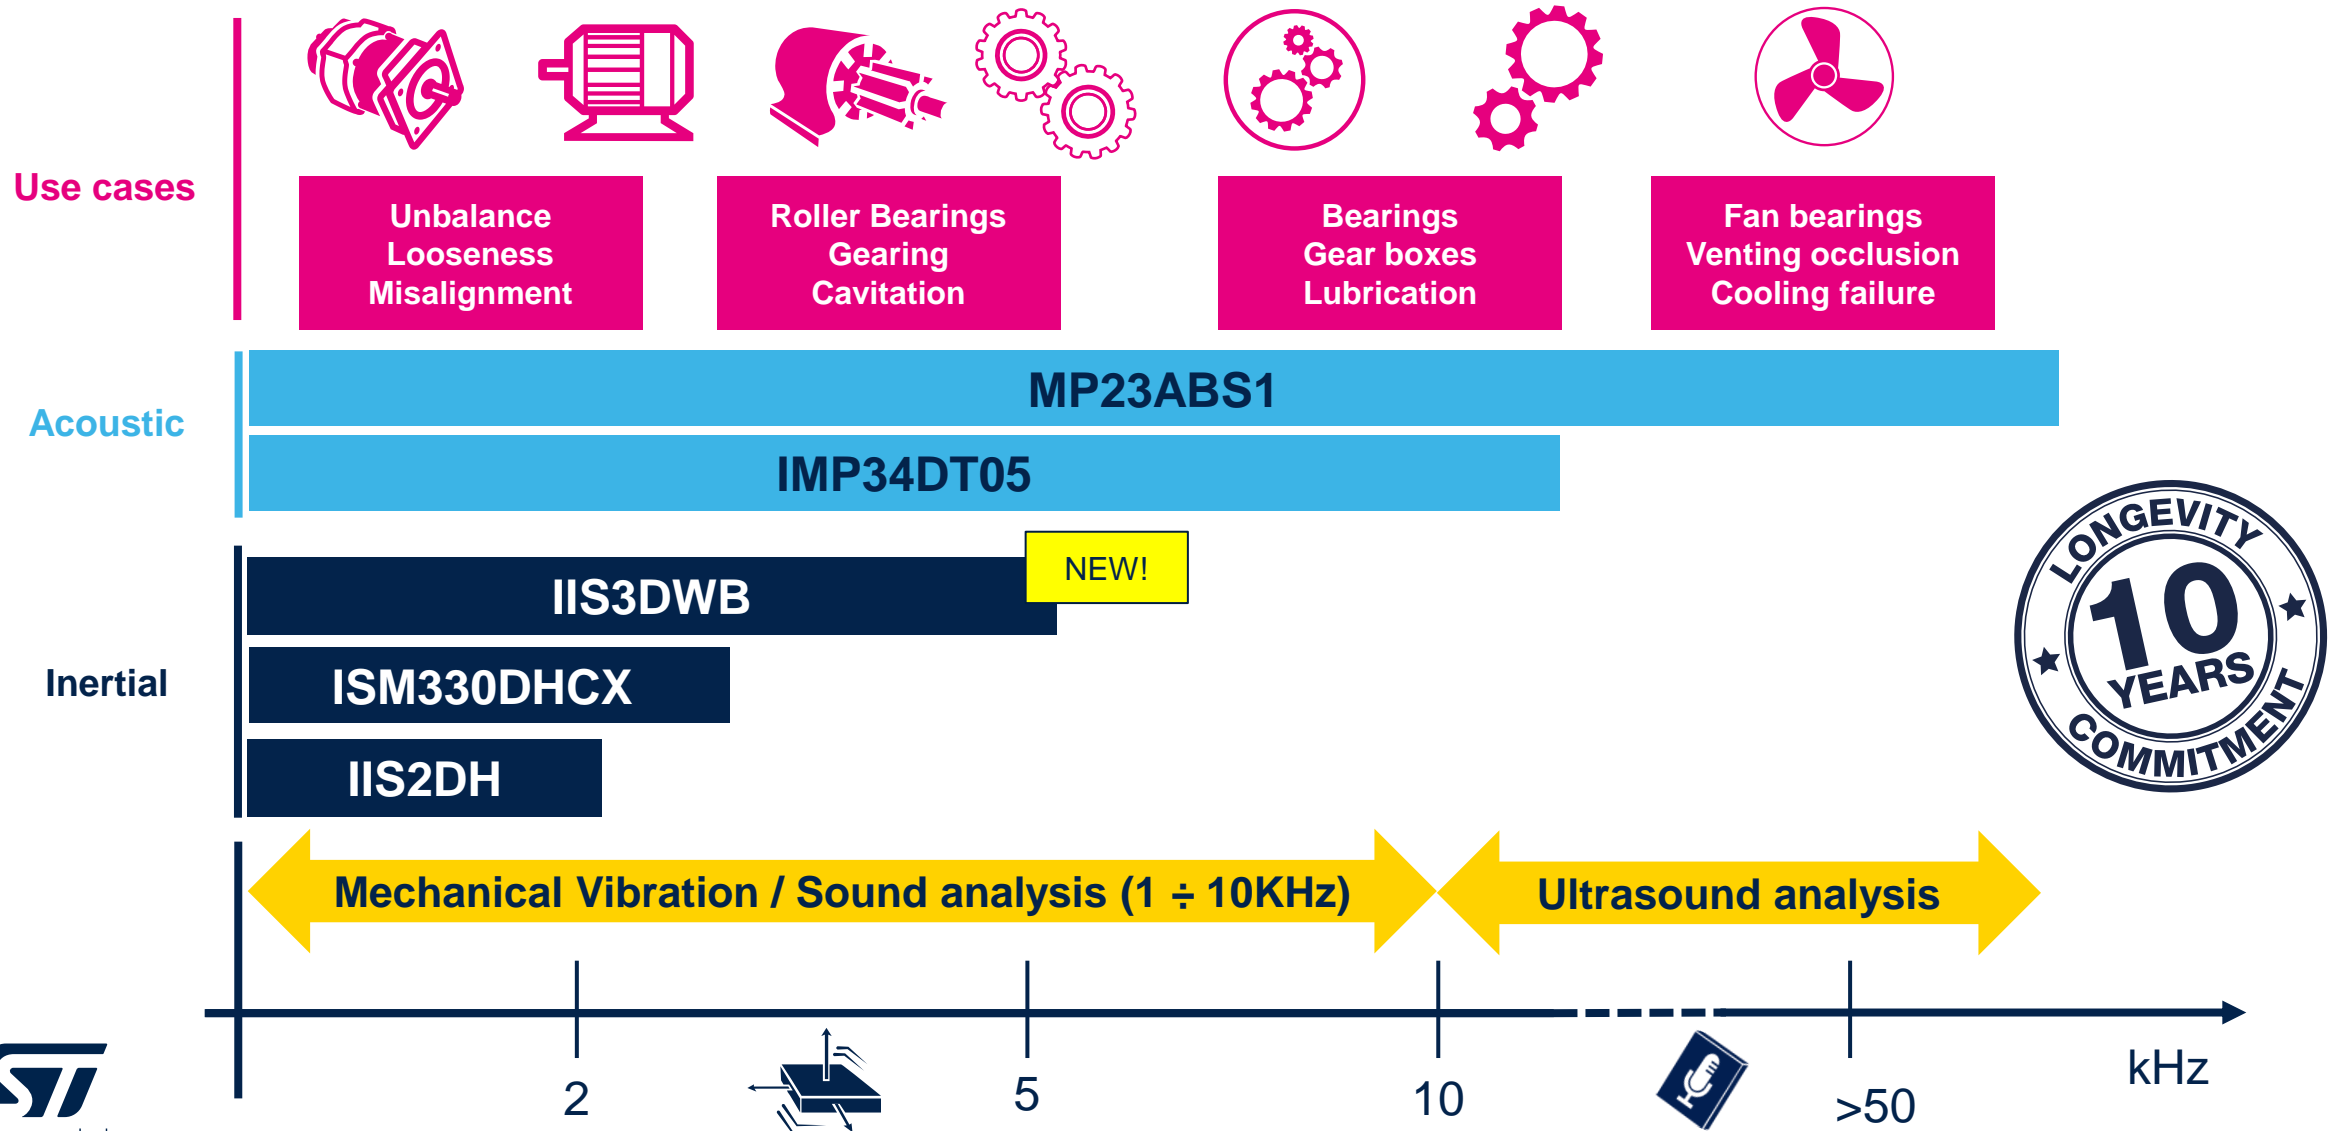 Use cases
Unbalance
Looseness
Misalignment
Roller Bearings
Gearing
Cavitation
Bearings
Gear boxes
Lubrication
Fan bearings
Venting occlusion
Cooling failure
Acoustic
MP23ABS1
IMP34DT05
Inertial
IIS3DWB
NEW!
ISM330DHCX
IIS2DH
LONGEVITY
10
YEARS
COMMITMENT
Mechanical Vibration / Sound analysis (1 ÷ 10KHz)
Ultrasound analysis
2
5
10
>50
kHz
ST